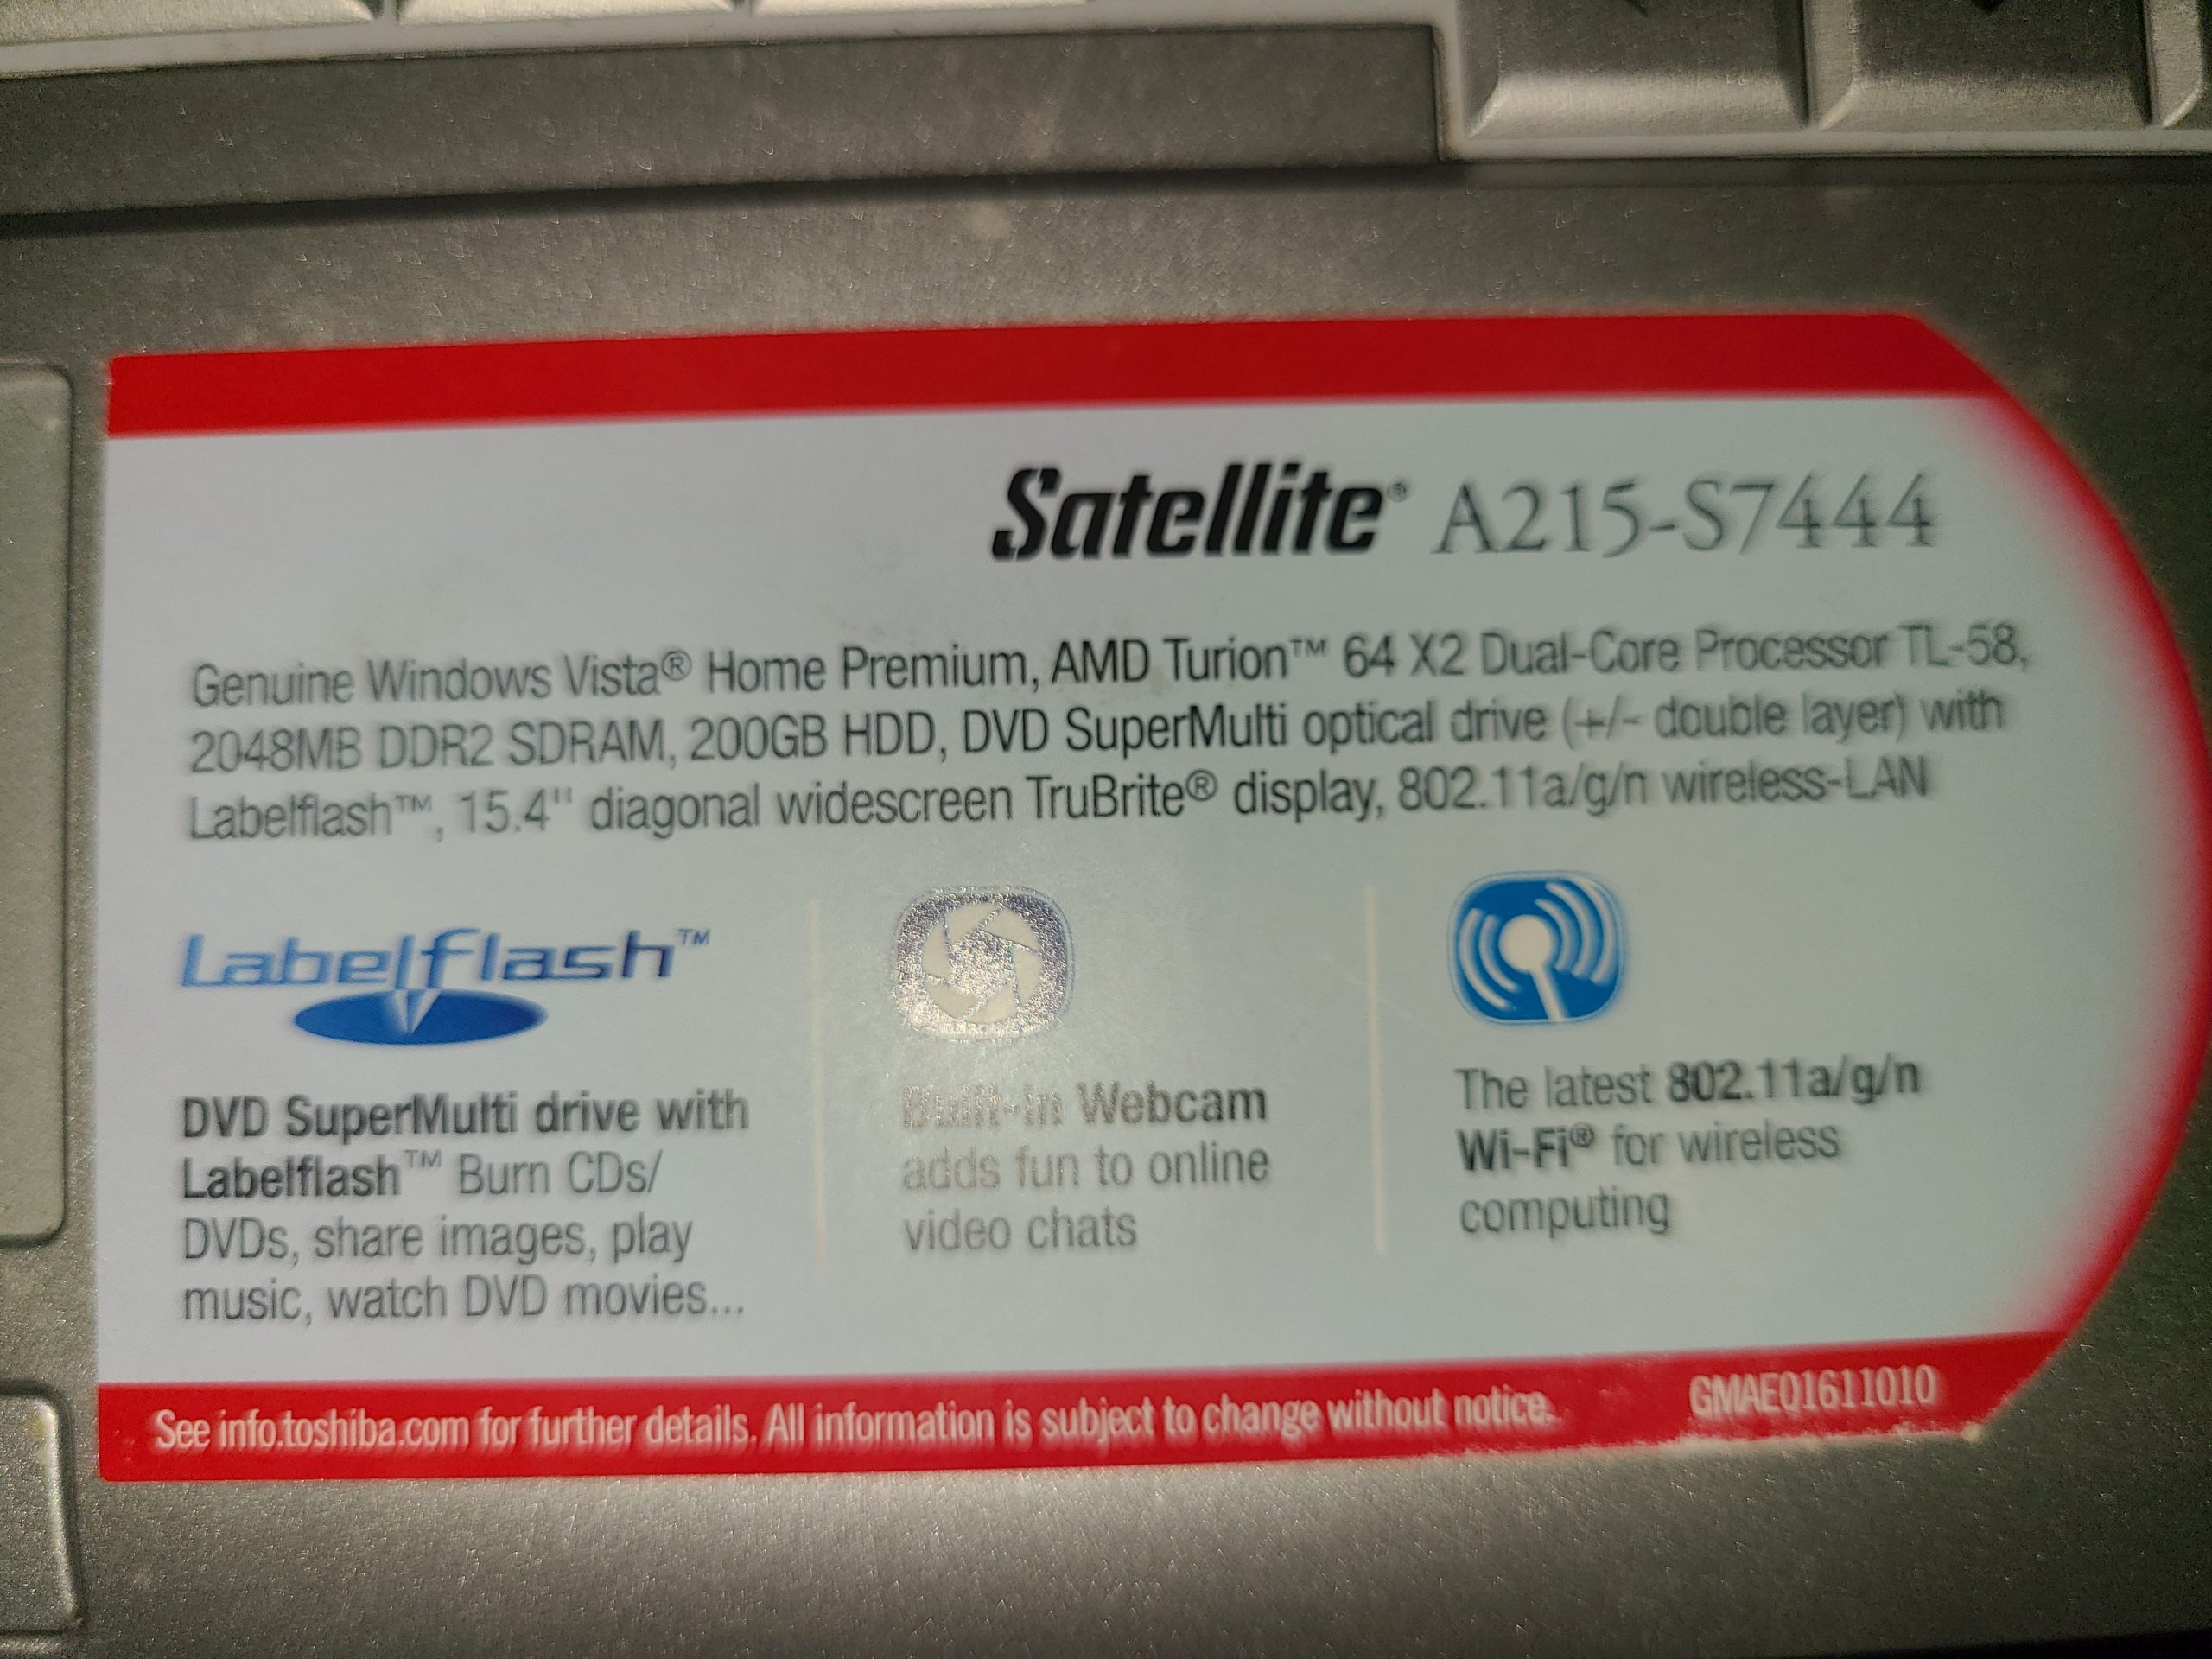 Satellite® A215-S7444
Genuine Windows Vista® Home Premium, AMD Turion™ 64 X2 Dual-Core Processor TL-58,
2048MB DDR2 SDRAM, 200GB HDD, DVD SuperMulti optical drive (+/- double layer) with
Labelflash™, 15.4" diagonal widescreen TruBrite® display, 802.11a/g/n wireless-LAN
Labelflash™
DVD SuperMulti drive with
Labelflash™ Burn CDs/
DVDs, share images, play
music, watch DVD movies...
Built-in Webcam
adds fun to online
video chats
The latest 802.11a/g/n
Wi-Fi® for wireless
computing
See info.toshiba.com for further details. All information is subject to change without notice.
GMAE01611010